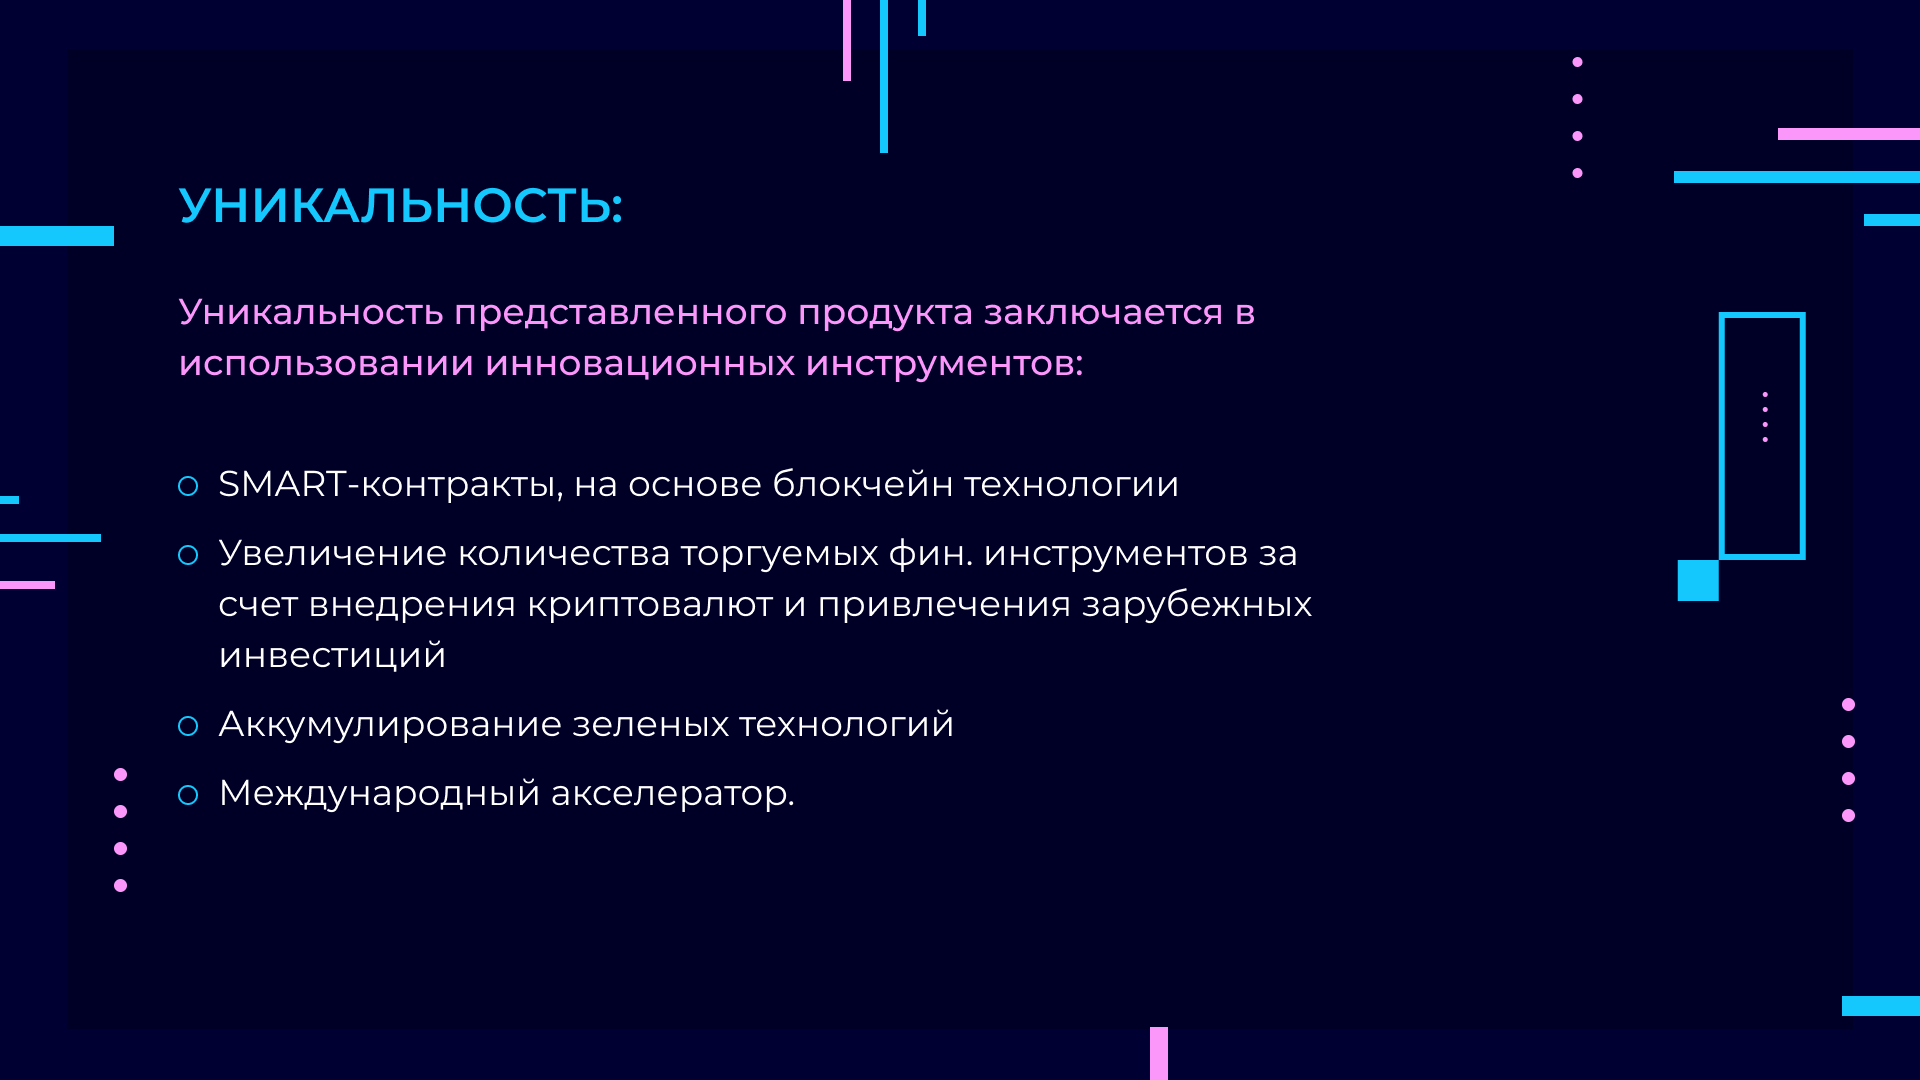 УНИКАЛЬНОСТЬ:
Уникальность представленного продукта заключается в
использовании инновационных инструментов:
SMART-контракты, на основе блокчейн технологии
Увеличение количества торгуемых фин. инструментов за
счет внедрения криптовалют и привлечения зарубежных
инвестиций
Аккумулирование зеленых технологий
Международный акселератор.